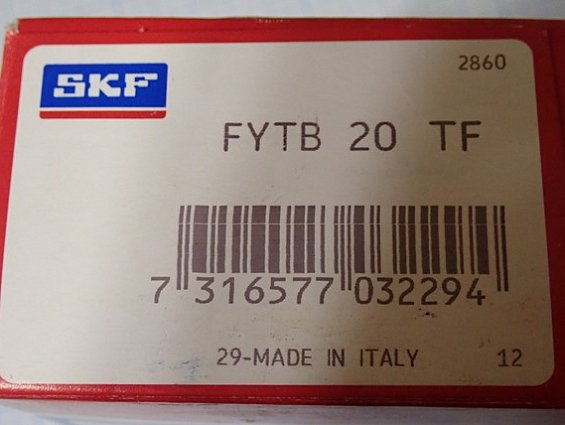 SKF
2860
FYTB 20 TF
7 316577 032294
29-MADE IN ITALY 12